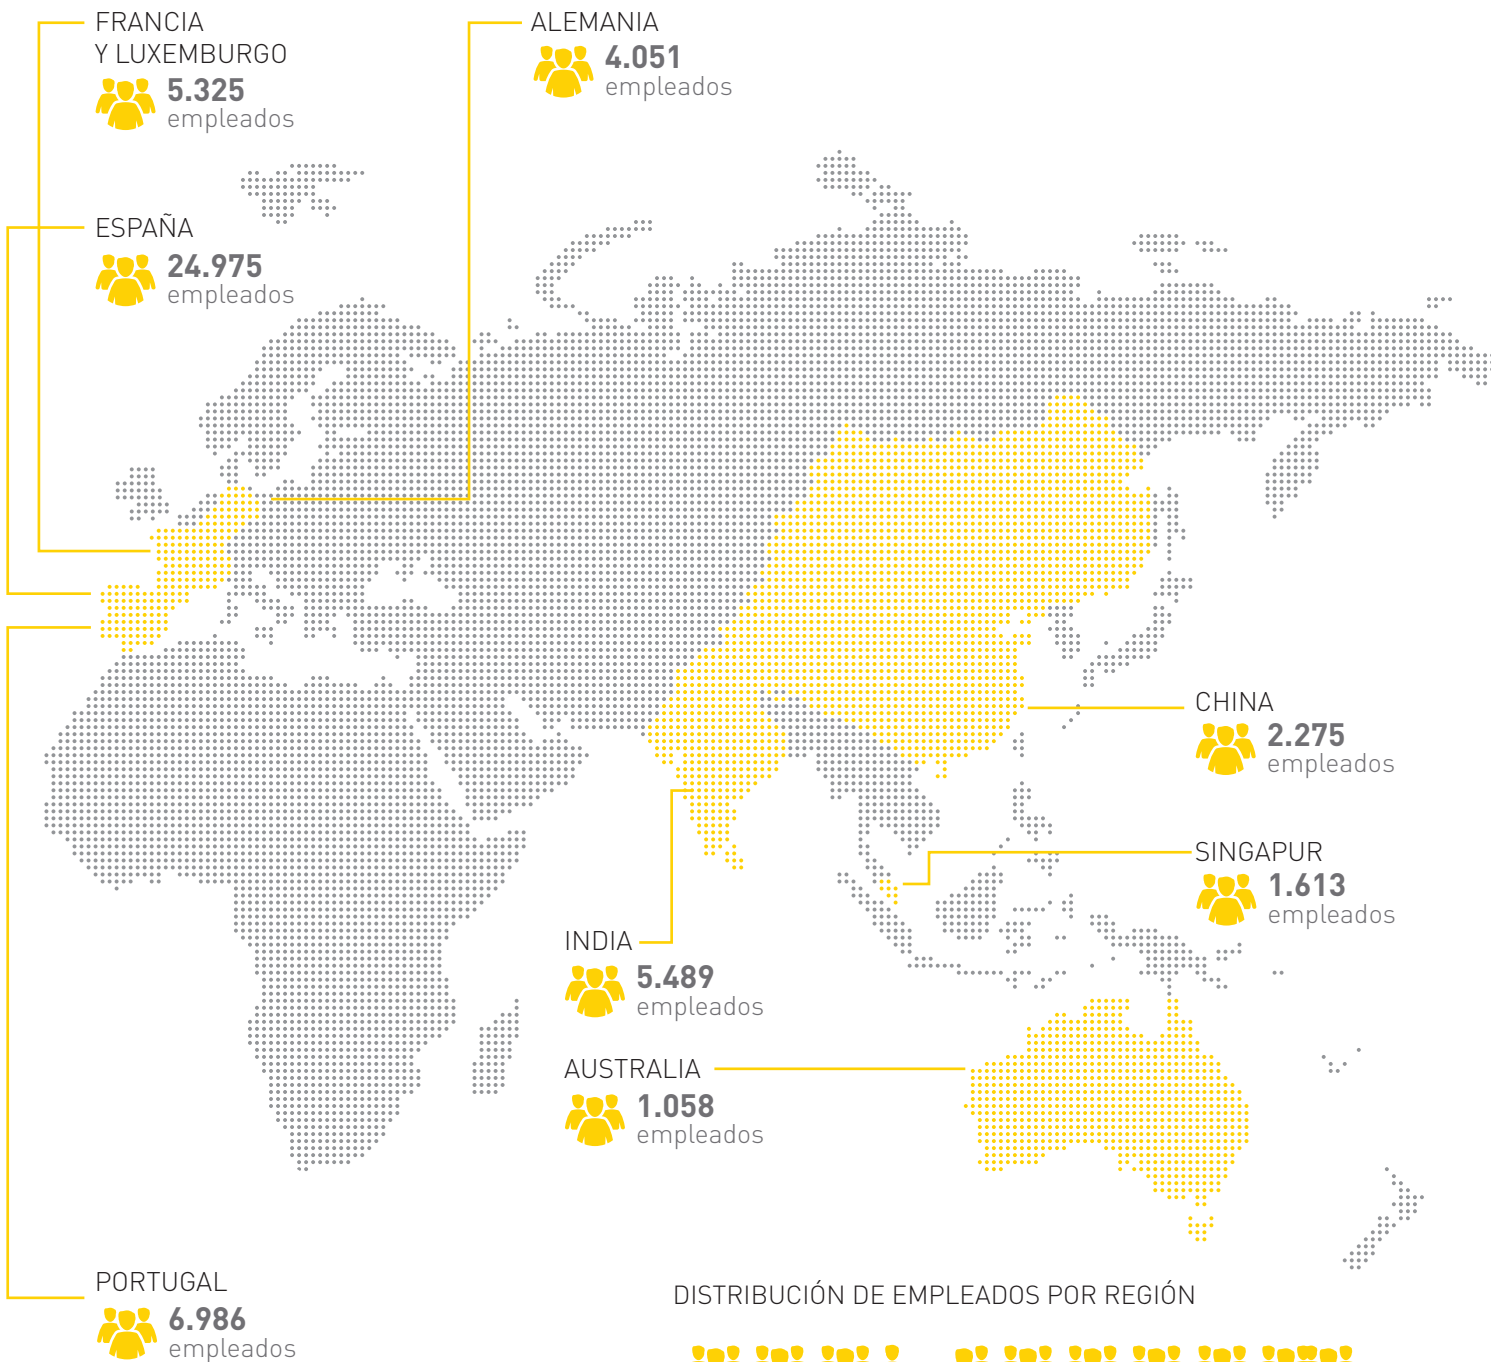 FRANCIA
Y LUXEMBURGO
5.325
empleados
ALEMANIA
4.051
empleados
ESPAÑA
24.975
empleados
CHINA
2.275
empleados
SINGAPUR
1.613
empleados
INDIA
5.489
empleados
AUSTRALIA
1.058
empleados
PORTUGAL
6.986
empleados
DISTRIBUCIÓN DE EMPLEADOS POR REGIÓN